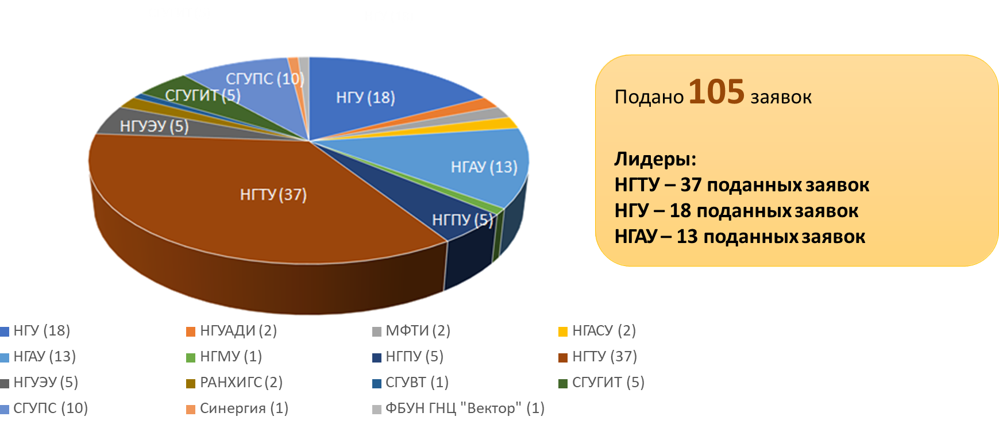 СГУПС (10)
СГУГИТ (5)
НГУ (18)
НГУЭУ (5)
НГАУ (13)
НГТУ (37)
НГПУ (5)
Подано 105 заявок
Лидеры:
НГТУ – 37 поданных заявок
НГУ – 18 поданных заявок
НГАУ – 13 поданных заявок
НГУ (18) НГУАДИ (2) МФТИ (2) НГАСУ (2)
НГАУ (13) НГМУ (1) НГПУ (5) НГТУ (37)
НГУЭУ (5) РАНХИГС (2) СГУВТ (1) СГУГИТ (5)
СГУПС (10) Синергия (1) ФБУН ГНЦ "Вектор" (1)